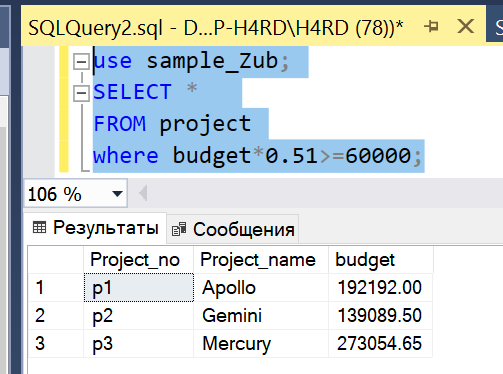 SQLQuery2.sql - D...P-H4RD\H4RD (78))*
use sample_Zub;
SELECT *
FROM project
where budget*0.51>=60000;
106 %
Результаты Сообщения
Project_no Project_name budget
1 p1 Apollo 192192.00
2 p2 Gemini 139089.50
3 p3 Mercury 273054.65